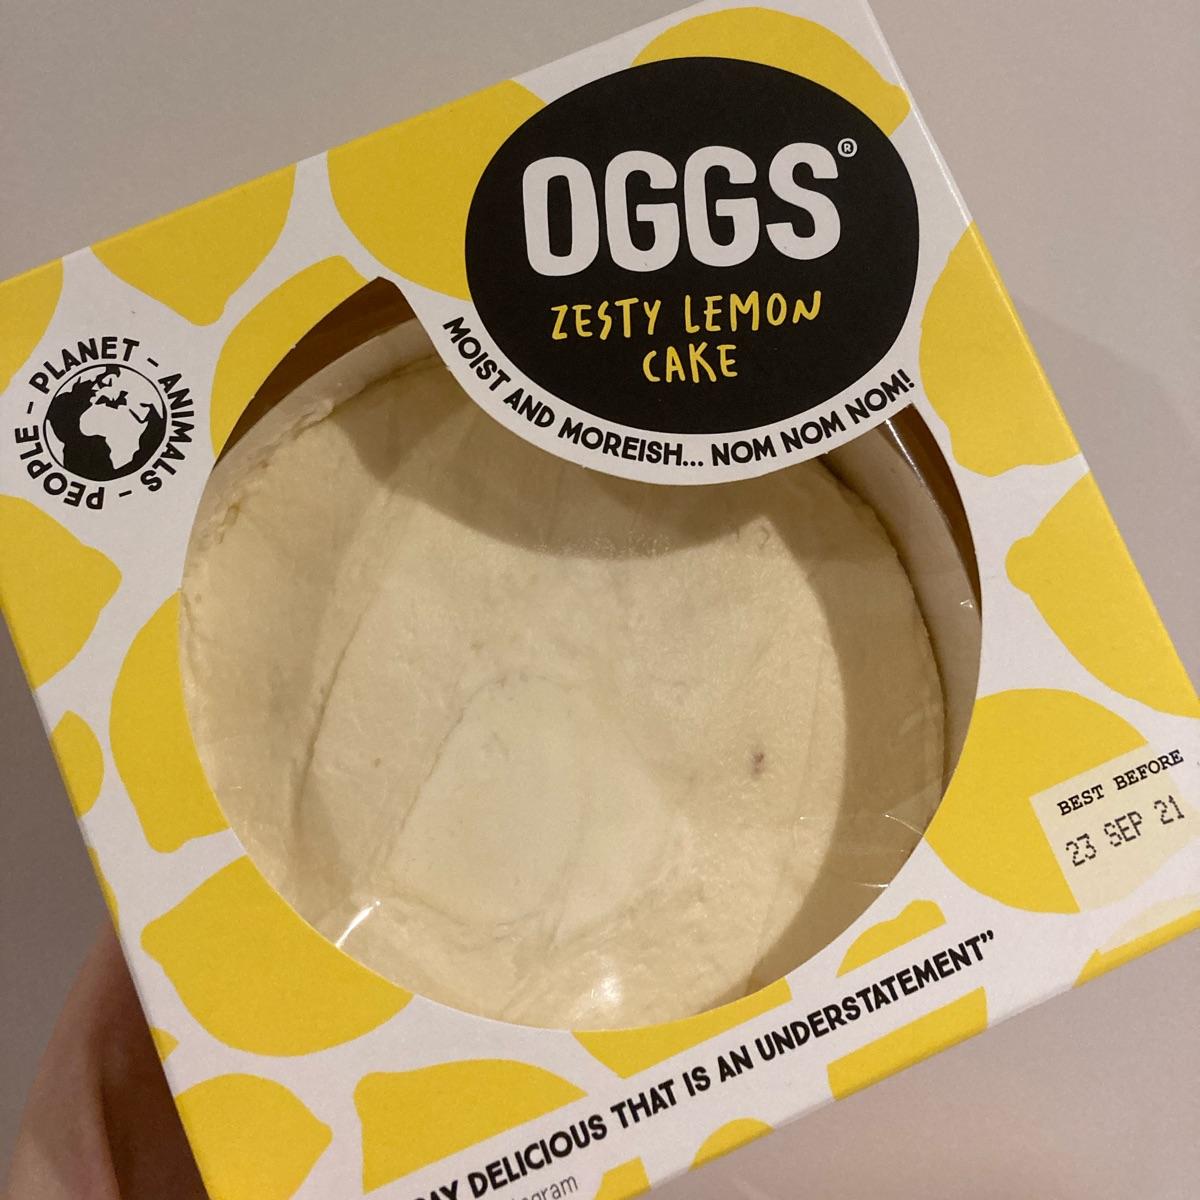 OGGS®
ZESTY LEMON
CAKE
MOIST AND MOREISH... NOM NOM NOM!
PEOPLE - PLANET - ANIMALS -
BEST BEFORE
23 SEP 21
DELICIOUS THAT IS AN UNDERSTATEMENT”